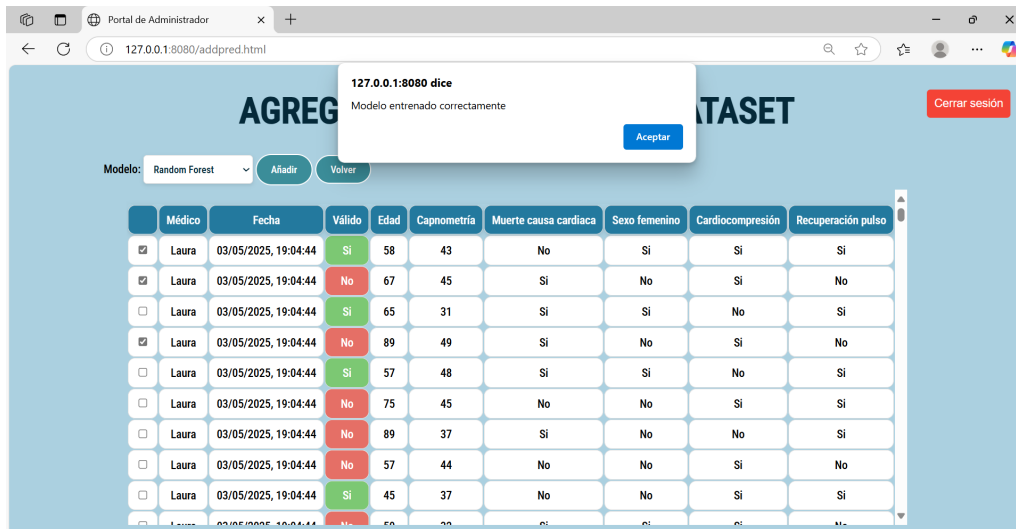 Portal de Administrador
127.0.0.1:8080/addpred.html
127.0.0.1:8080 dice
Modelo entrenado correctamente
Aceptar
AGREG
ATASET
Cerrar sesión
Modelo: Random Forest Añadir Volver
Médico Fecha Válido Edad Capnometría Muerte causa cardiaca Sexo femenino Cardiocompresión Recuperación pulso
Laura 03/05/2025, 19:04:44 Si 58 43 No Si Si Si
Laura 03/05/2025, 19:04:44 No 67 45 Si No Si No
Laura 03/05/2025, 19:04:44 Si 65 31 Si Si No Si
Laura 03/05/2025, 19:04:44 No 89 49 Si No Si No
Laura 03/05/2025, 19:04:44 Si 57 48 Si Si No Si
Laura 03/05/2025, 19:04:44 No 75 45 No No Si Si
Laura 03/05/2025, 19:04:44 No 89 37 Si No No Si
Laura 03/05/2025, 19:04:44 No 57 44 No No Si No
Laura 03/05/2025, 19:04:44 Si 45 37 No No Si Si